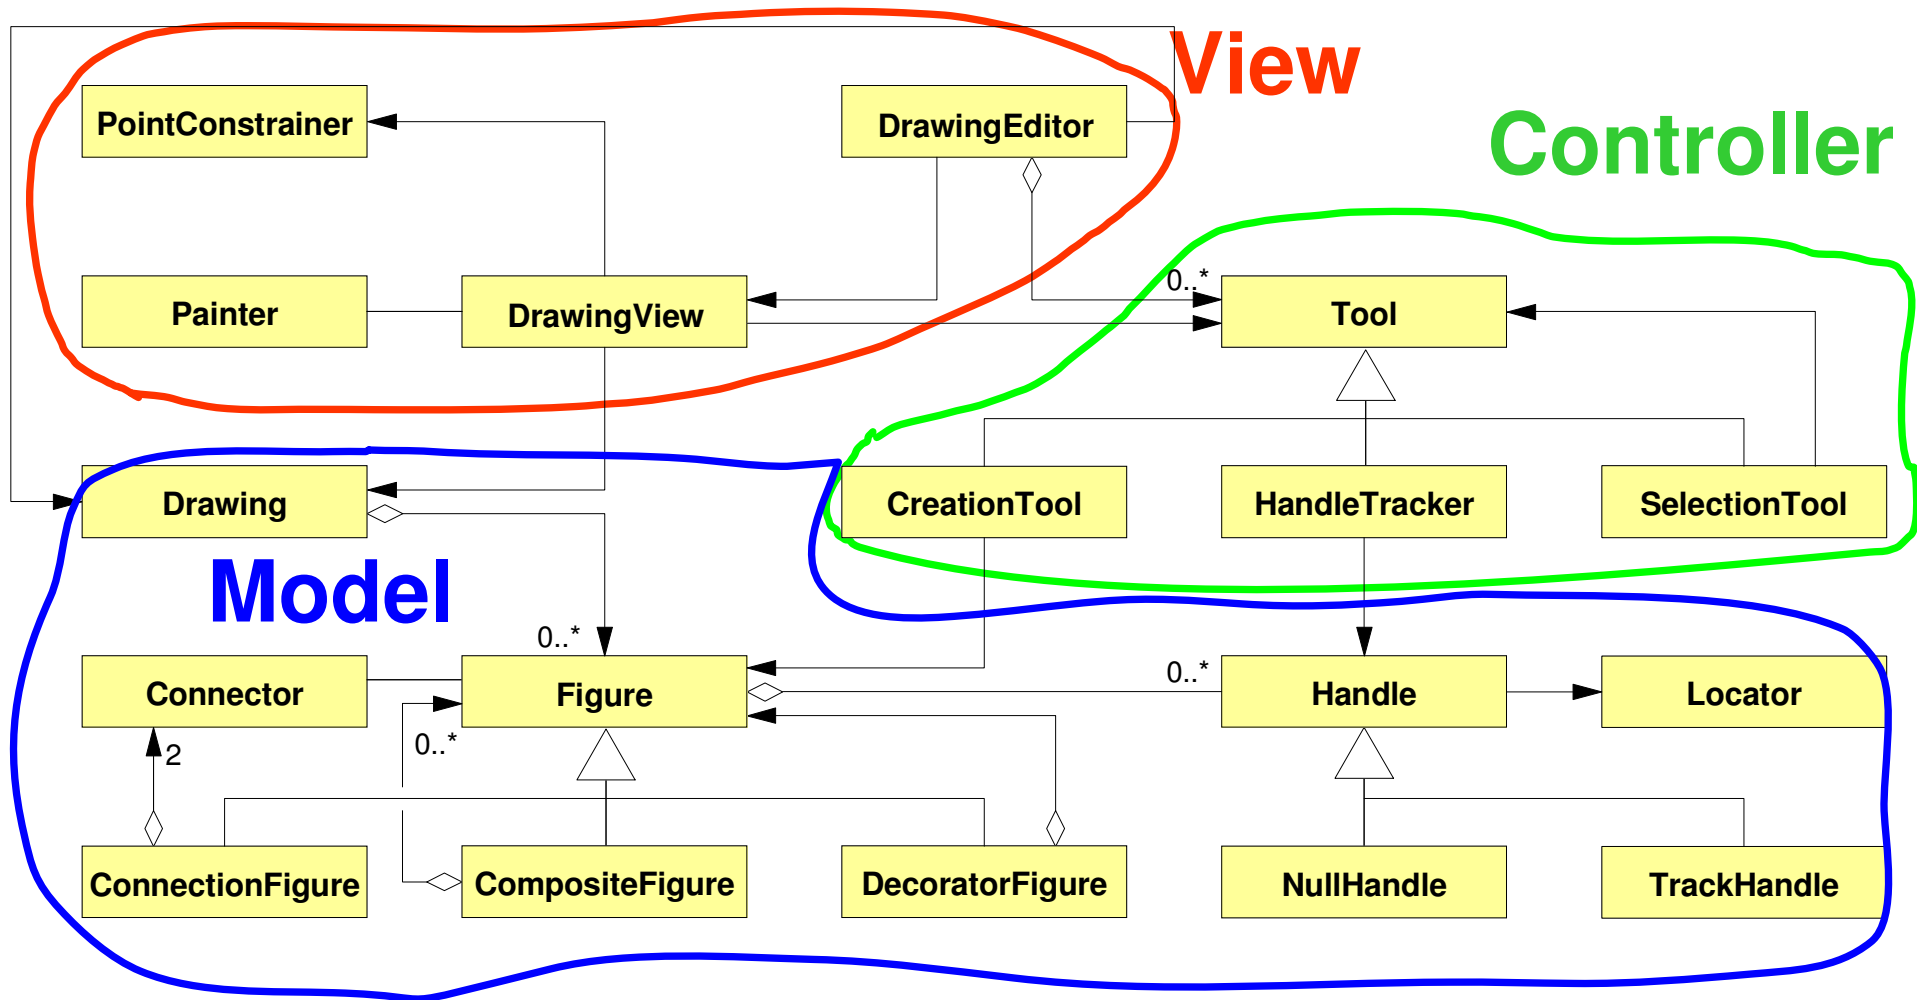 View
Controller
PointConstrainer
DrawingEditor
Painter
DrawingView
0..*
Tool
Drawing
CreationTool
HandleTracker
SelectionTool
Model
0..*
Connector
Figure
0..*
Handle
Locator
0..*
2
ConnectionFigure
CompositeFigure
DecoratorFigure
NullHandle
TrackHandle